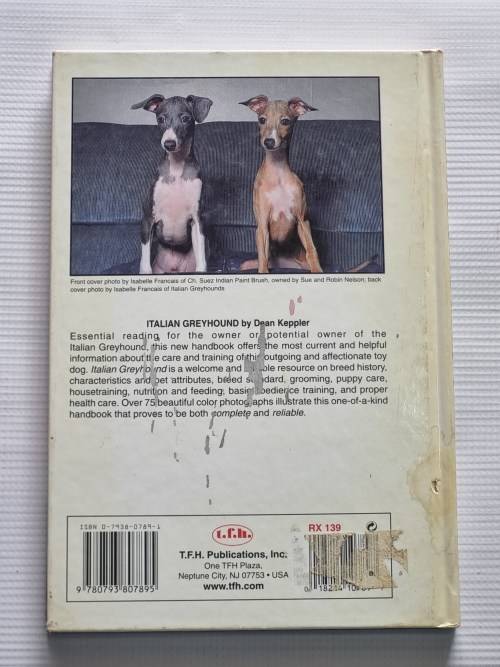 Front cover photo by Isabelle Francais of Ch. Suez Indian Paint Brush, owned by Sue and Robin Nelson; back
cover photo by Isabelle Francais of Italian Greyhounds
ITALIAN GREYHOUND by Dean Keppler
Essential reading for the owner or potential owner of the
Italian Greyhound, this new handbook offers the most current and helpful
information about the care and training of this outgoing and affectionate toy
dog. Italian Greyhound is a welcome and resource on breed history,
characteristics and pet attributes, breed standard, grooming, puppy care,
housetraining, nutrition and feeding, basic obedience training, and proper
health care. Over 75 beautiful color photographs illustrate this one-of-a-kind
handbook that proves to be both complete and reliable.
ISBN 0-7938-0789-1
t.f.h.
RX 139
T.F.H. Publications, Inc.
One TFH Plaza,
Neptune City, NJ 07753 • USA
www.tfh.com
9 780793 807895
0 18214